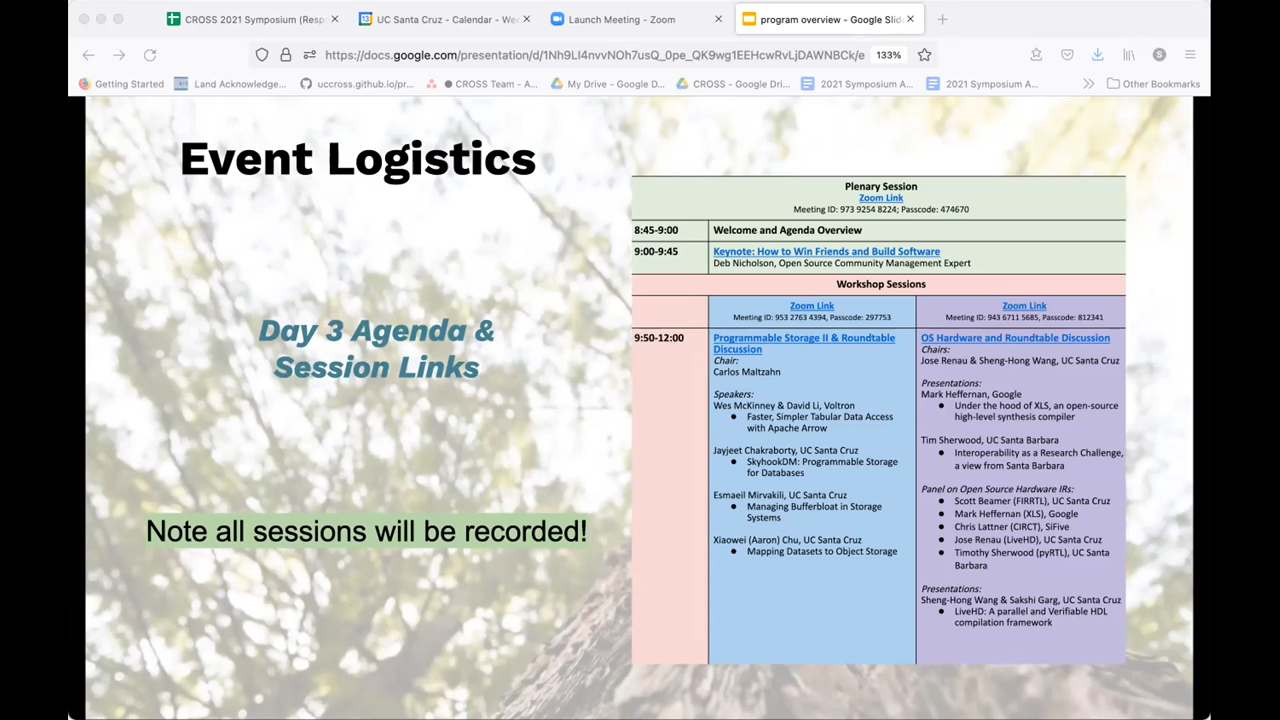 CROSS 2021 Symposium (Resp
UC Santa Cruz - Calendar - We
Launch Meeting - Zoom
program overview - Google Slid
https://docs.google.com/presentation/d/1Nh9Ll4nvvNOh7usQ_0pe_QK9wg1EEHcwRvLjDAWNBCk/e
133%
S
Getting Started
Land Acknowledge...
uccross.github.io/pr...
CROSS Team - A...
My Drive - Google D...
CROSS - Google Dri...
2021 Symposium A...
2021 Symposium A...
Other Bookmarks
Event Logistics
Day 3 Agenda &
Session Links
Note all sessions will be recorded!
Plenary Session
Zoom Link
Meeting ID: 973 9254 8224; Passcode: 474670
8:45-9:00
Welcome and Agenda Overview
9:00-9:45
Keynote: How to Win Friends and Build Software
Deb Nicholson, Open Source Community Management Expert
Workshop Sessions
Zoom Link
Meeting ID: 953 2763 4394, Passcode: 297753
Zoom Link
Meeting ID: 943 6711 5685, Passcode: 812341
9:50-12:00
Programmable Storage II & Roundtable
Discussion
Chair:
Carlos Maltzahn
Speakers:
Wes McKinney & David Li, Voltron
● Faster, Simpler Tabular Data Access
with Apache Arrow
Jayjeet Chakraborty, UC Santa Cruz
● SkyhookDM: Programmable Storage
for Databases
Esmaeil Mirvakili, UC Santa Cruz
● Managing Bufferbloat in Storage
Systems
Xiaowei (Aaron) Chu, UC Santa Cruz
● Mapping Datasets to Object Storage
OS Hardware and Roundtable Discussion
Chairs:
Jose Renau & Sheng-Hong Wang, UC Santa Cruz
Presentations:
Mark Heffernan, Google
● Under the hood of XLS, an open-source
high-level synthesis compiler
Tim Sherwood, UC Santa Barbara
● Interoperability as a Research Challenge,
a view from Santa Barbara
Panel on Open Source Hardware IRs:
● Scott Beamer (FIRRTL), UC Santa Cruz
● Mark Heffernan (XLS), Google
● Chris Lattner (CIRCT), SiFive
● Jose Renau (LiveHD), UC Santa Cruz
● Timothy Sherwood (pyRTL), UC Santa
Barbara
Presentations:
Sheng-Hong Wang & Sakshi Garg, UC Santa Cruz
● LiveHD: A parallel and Verifiable HDL
compilation framework